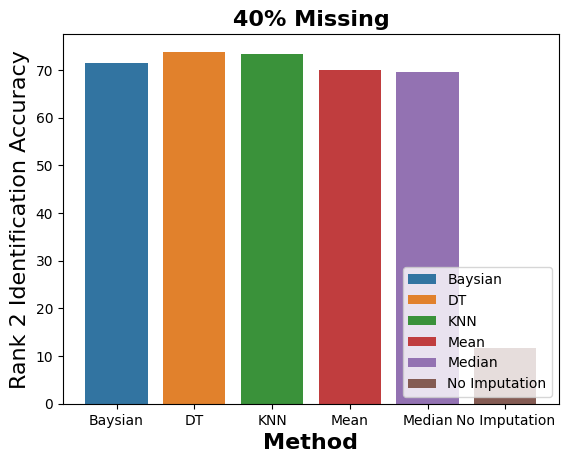 40% Missing
Rank 2 Identification Accuracy
70
60
50
40
30
20
10
0
Baysian
DT
KNN
Mean
Median
No Imputation
Baysian DT KNN Mean Median No Imputation
Method